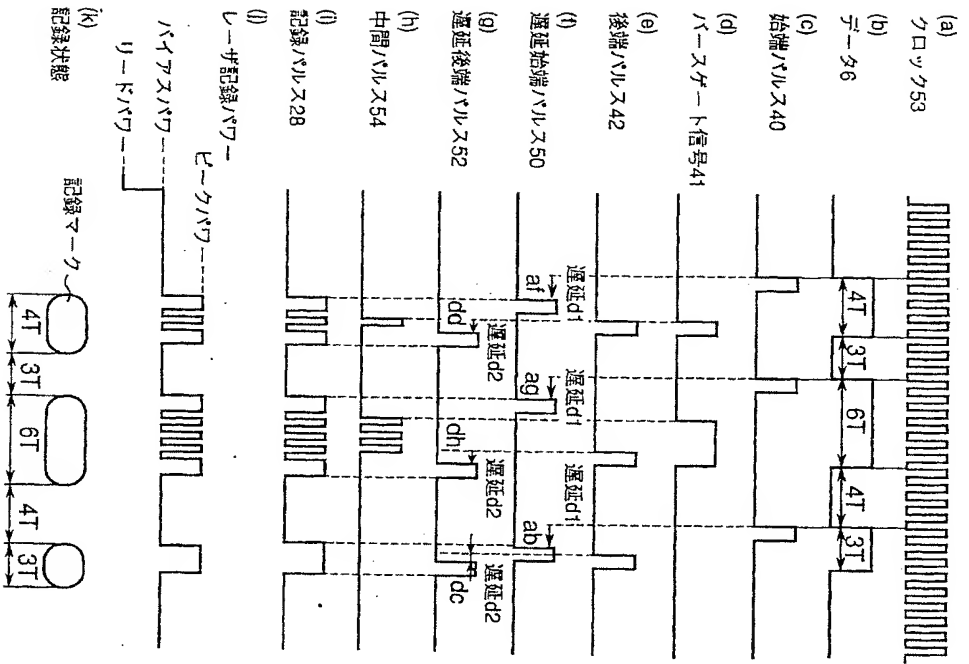 (a)
クロック53
(b)
データ6
4T
3T
6T
4T
3T
(c)
始端パルス40
(d)
バースゲート信号41
(e)
後端パルス42
(f)
遅延始端パルス50
遅延d1
af
遅延d1
ag
遅延d1
ab
(g)
遅延後端パルス52
dd
遅延d2
dh
遅延d2
dc
遅延d2
(h)
中間パルス54
(i)
記録パルス28
(j)
レーザ記録パワー
ピークパワー
バイアスパワー
リードパワー
(k)
記録状態
記録マーク
4T
3T
6T
4T
3T